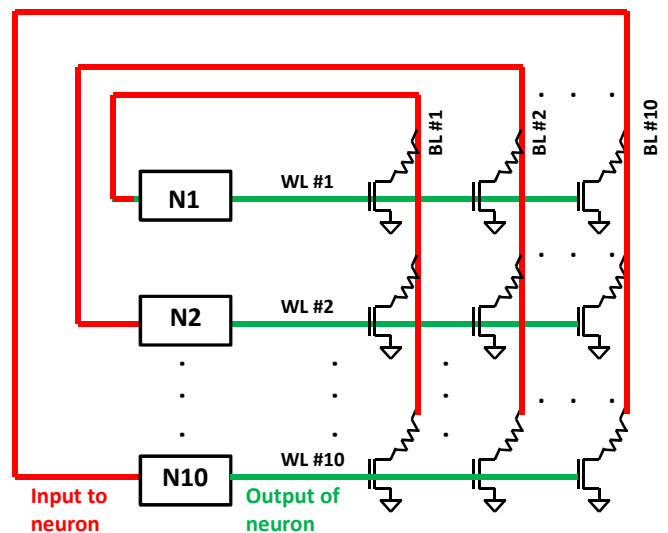 BL #1
BL #2
BL #10
N1
WL #1
N2
WL #2
N10
WL #10
Input to
neuron
Output of
neuron